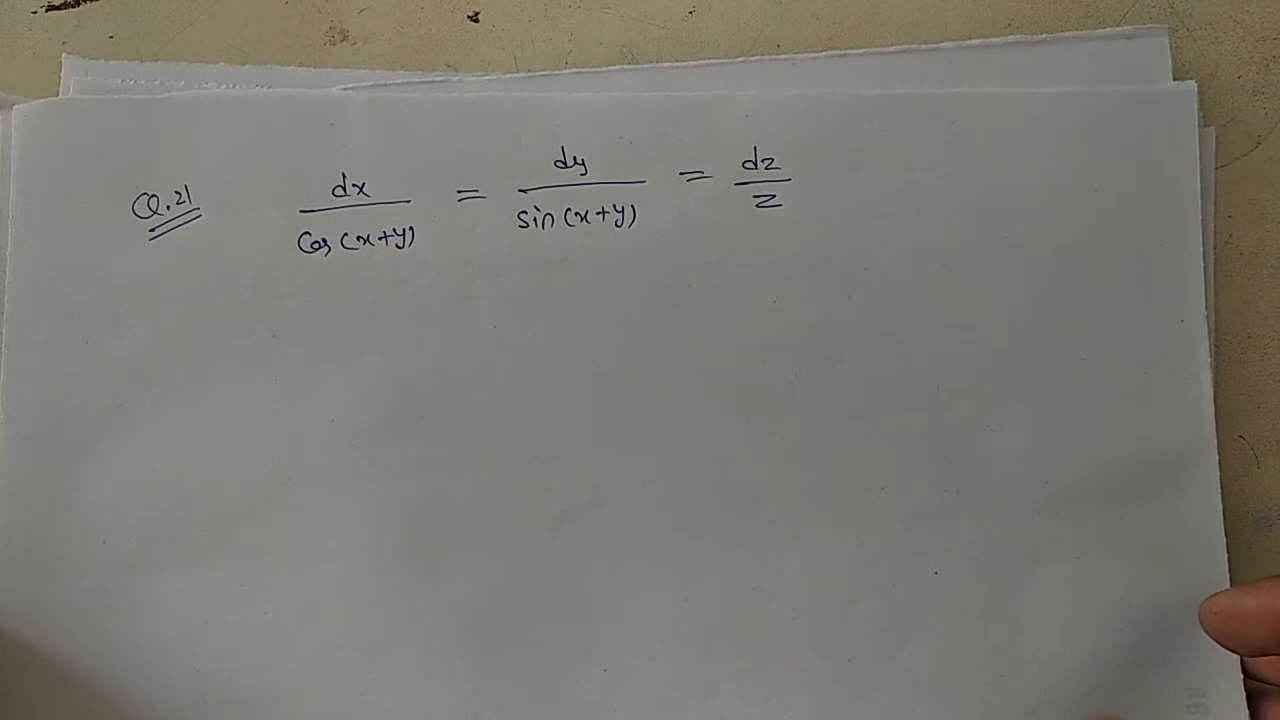 Q.21 dx/cos(x+y) = dy/sin(x+y) = dz/z